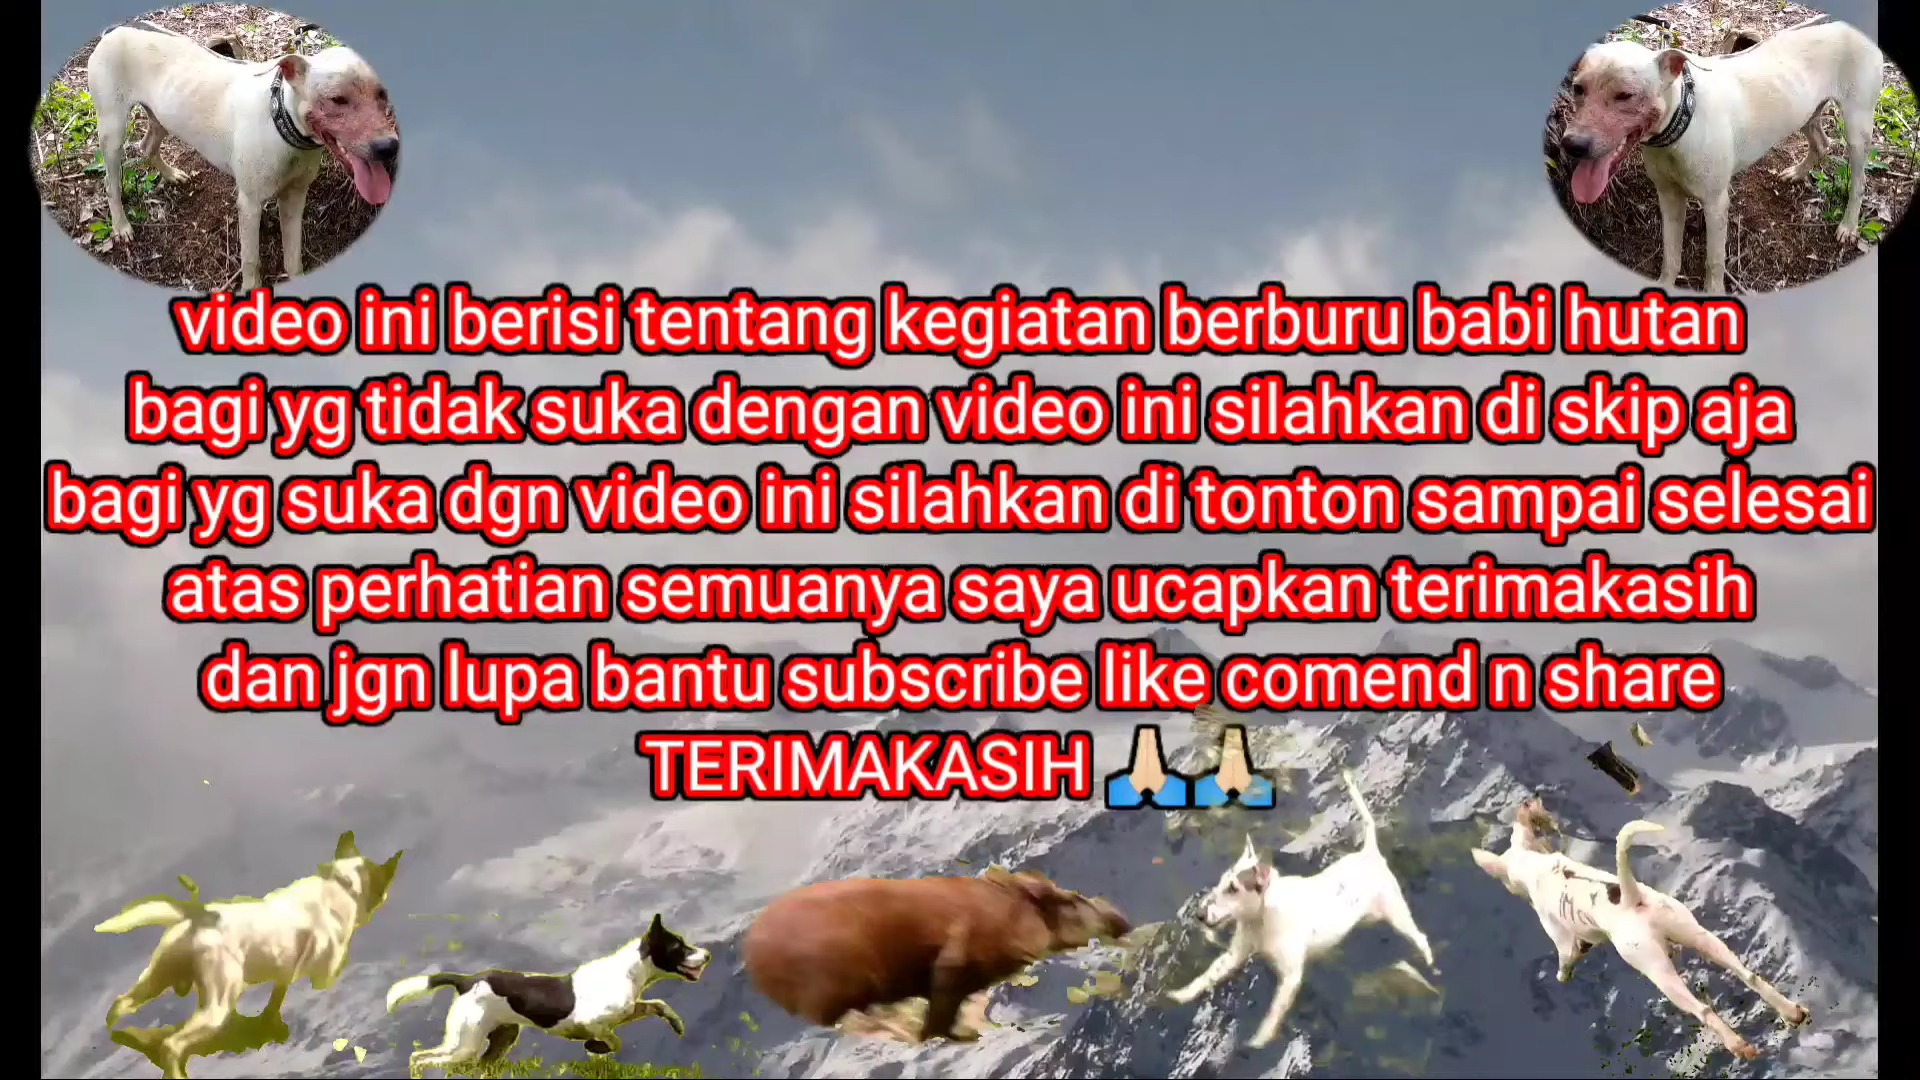 video ini berisi tentang kegiatan berburu babi hutan
bagi yg tidak suka dengan video ini silahkan di skip aja
bagi yg suka dgn video ini silahkan di tonton sampai selesai
atas perhatian semuanya saya ucapkan terimakasih
dan jgn lupa bantu subscribe like comend n share
TERIMAKASIH 🙏🏻🙏🏻